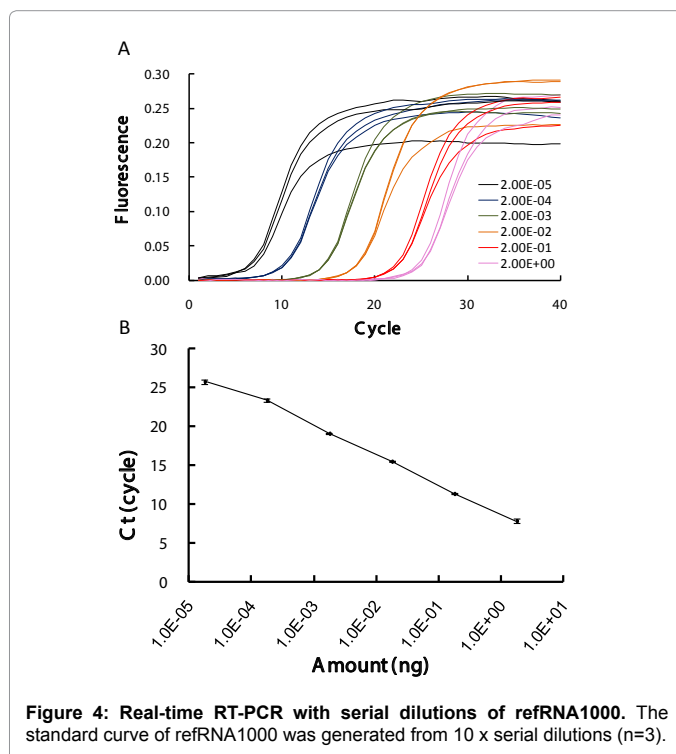 A
0.30
0.25
0.20
0.15
0.10
0.05
0.00
Fluorescence
2.00E-05
2.00E-04
2.00E-03
2.00E-02
2.00E-01
2.00E+00
0 10 20 30 40
Cycle
B
30
25
20
15
10
5
0
Ct (cycle)
1.0E-05 1.0E-04 1.0E-03 1.0E-02 1.0E-01 1.0E+00 1.0E+01
Amount (ng)
Figure 4: Real-time RT-PCR with serial dilutions of refRNA1000. The
standard curve of refRNA1000 was generated from 10 x serial dilutions (n=3).